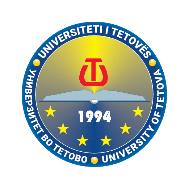 UNIVERSITETI I TETOVËS
УНИВЕРЗИТЕТ ВО ТЕТОВО
UNIVERSITY OF TETOVA
1994